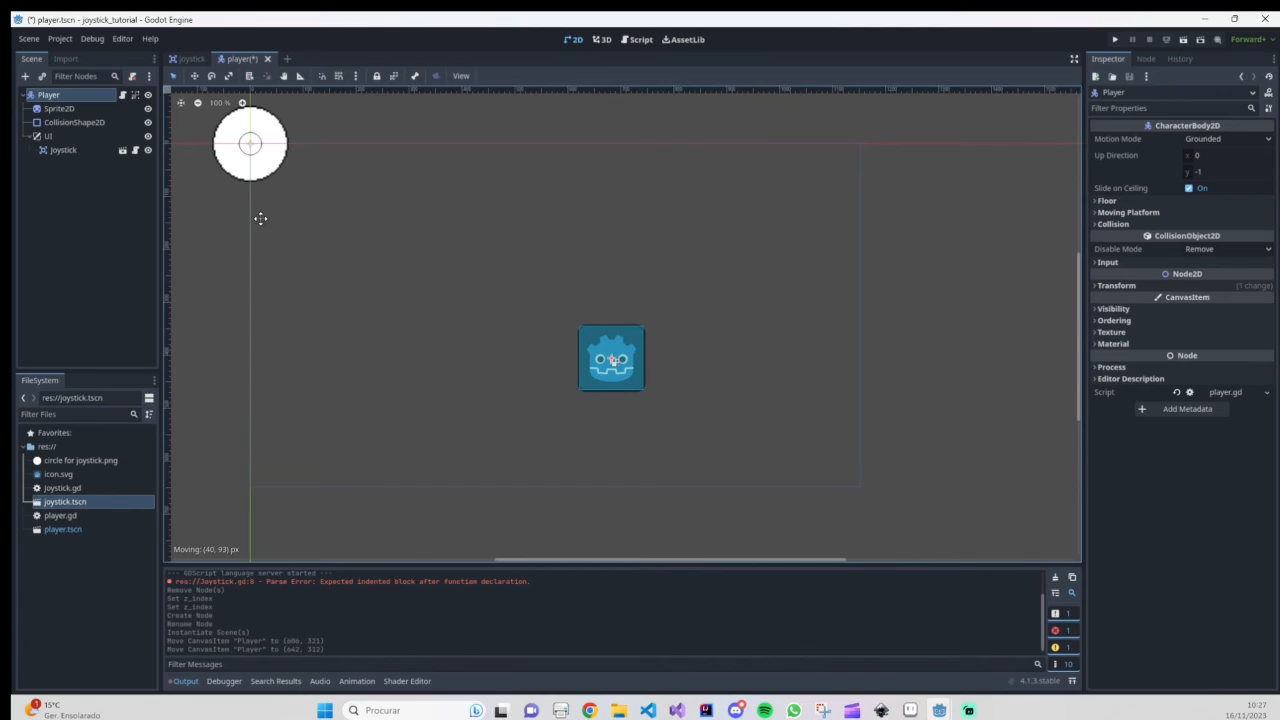 (*) player.tscn - joystick_tutorial - Godot Engine
Scene Project Debug Editor Help
2D 3D Script AssetLib
Forward+
Scene Import
joystick player(*)
Inspector Node History
Filter Nodes
View
Player
Sprite2D
CollisionShape2D
UI
Joystick
100 %
Moving: (40, 93) px
Player
Filter Properties
CharacterBody2D
Motion Mode Grounded
Up Direction x 0
y -1
Slide on Ceiling On
Floor
Moving Platform
Collision
CollisionObject2D
Disable Mode Remove
Input
Node2D
Transform (1 change)
CanvasItem
Visibility
Ordering
Texture
Material
Node
Process
Editor Description
Script player.gd
Add Metadata
FileSystem
res://joystick.tscn
Filter Files
Favorites:
res://
circle for joystick.png
icon.svg
Joystick.gd
joystick.tscn
player.gd
player.tscn
--- GDScript language server started ---
res://Joystick.gd:8 - Parse Error: Expected indented block after function declaration.
Remove Node(s)
Set z_index
Set z_index
Create Node
Rename Node
Instantiate Scene(s)
Move CanvasItem "Player" to (686, 321)
Move CanvasItem "Player" to (642, 312)
1
1
1
10
Filter Messages
Output Debugger Search Results Audio Animation Shader Editor
4.1.3.stable
1
15°C
Ger. Ensolarado
Procurar
10:27
16/11/2023